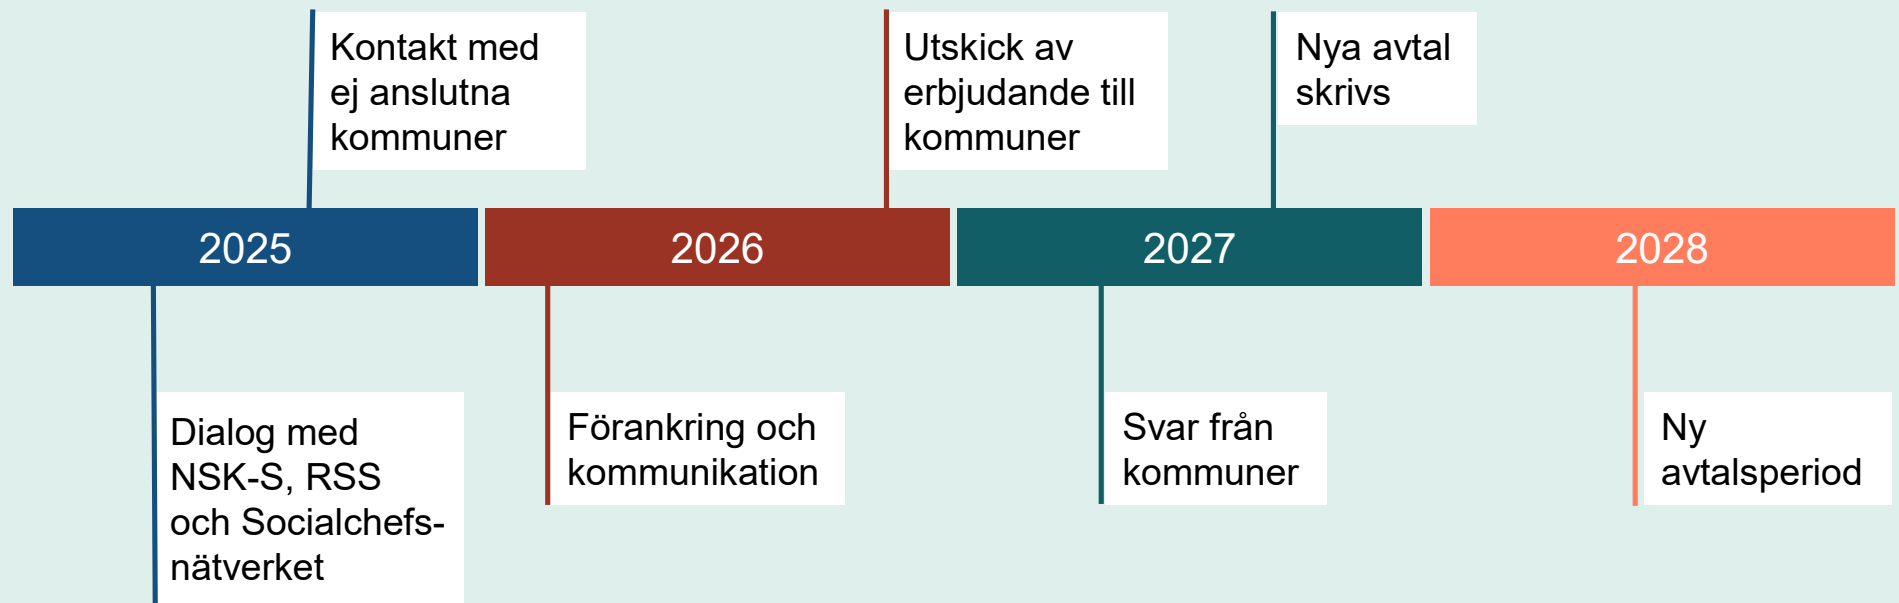 Kontakt med
ej anslutna
kommuner
Utskick av
erbjudande till
kommuner
Nya avtal
skrivs
2025
2026
2027
2028
Dialog med
NSK-S, RSS
och Socialchefs-
nätverket
Förankring och
kommunikation
Svar från
kommuner
Ny
avtalsperiod